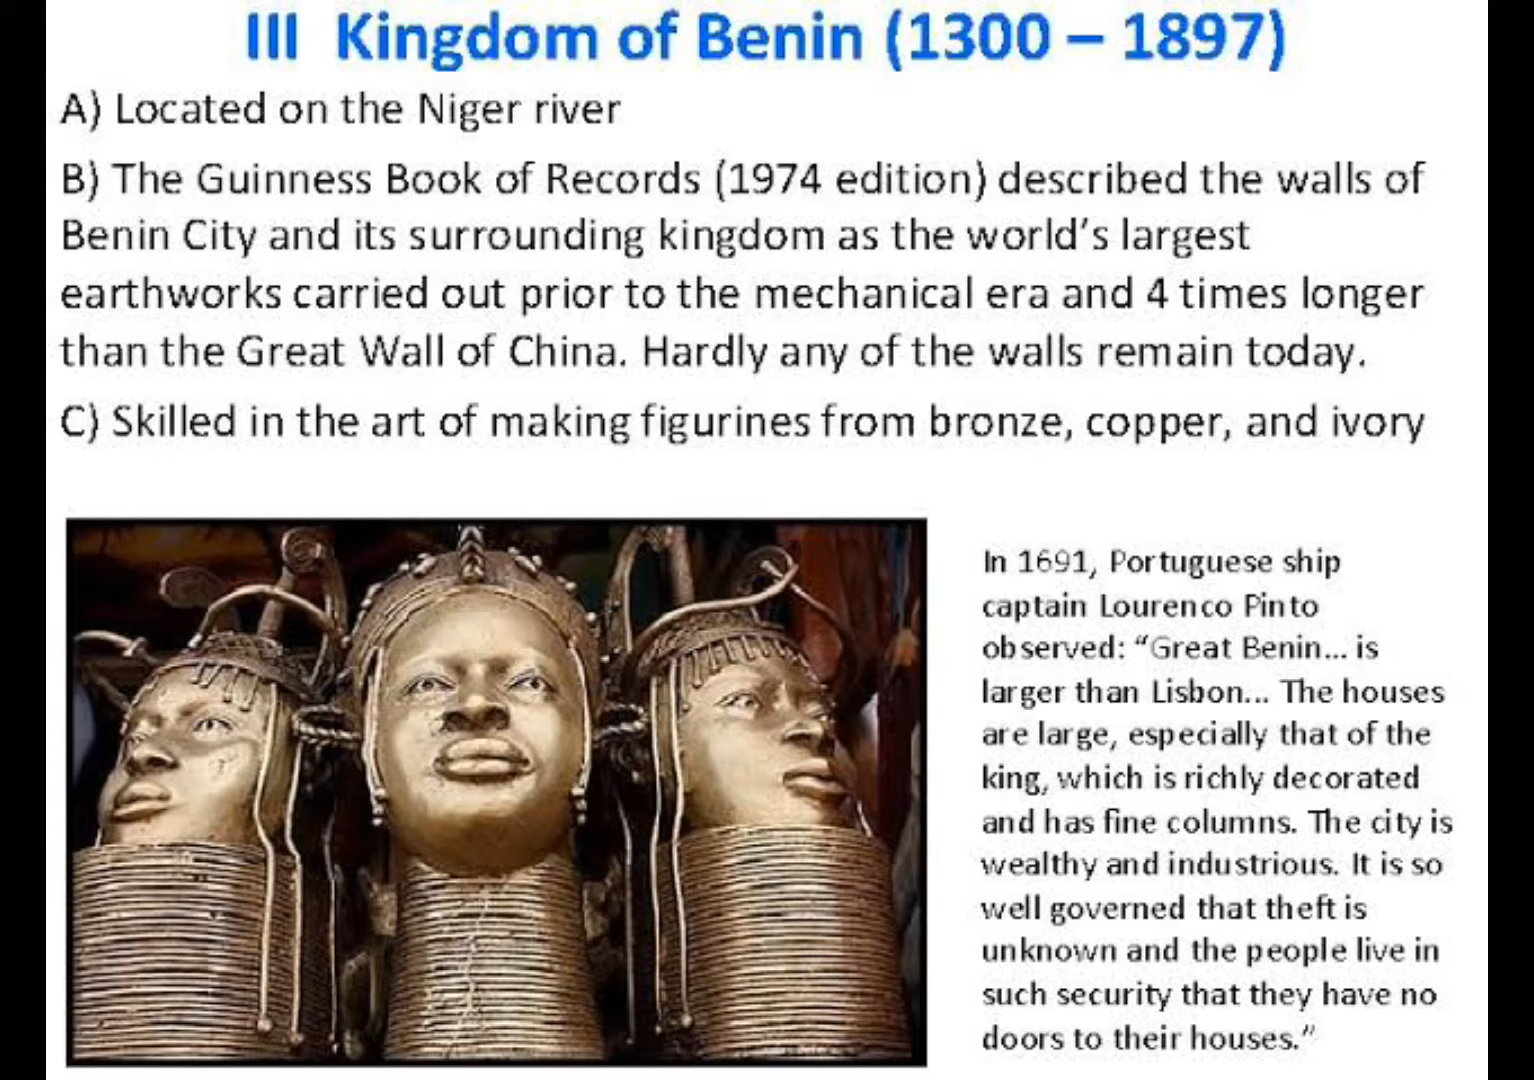 III Kingdom of Benin (1300 – 1897)
A) Located on the Niger river
B) The Guinness Book of Records (1974 edition) described the walls of
Benin City and its surrounding kingdom as the world's largest
earthworks carried out prior to the mechanical era and 4 times longer
than the Great Wall of China. Hardly any of the walls remain today.
C) Skilled in the art of making figurines from bronze, copper, and ivory
In 1691, Portuguese ship
captain Lourenco Pinto
observed: “Great Benin... is
larger than Lisbon... The houses
are large, especially that of the
king, which is richly decorated
and has fine columns. The city is
wealthy and industrious. It is so
well governed that theft is
unknown and the people live in
such security that they have no
doors to their houses.”